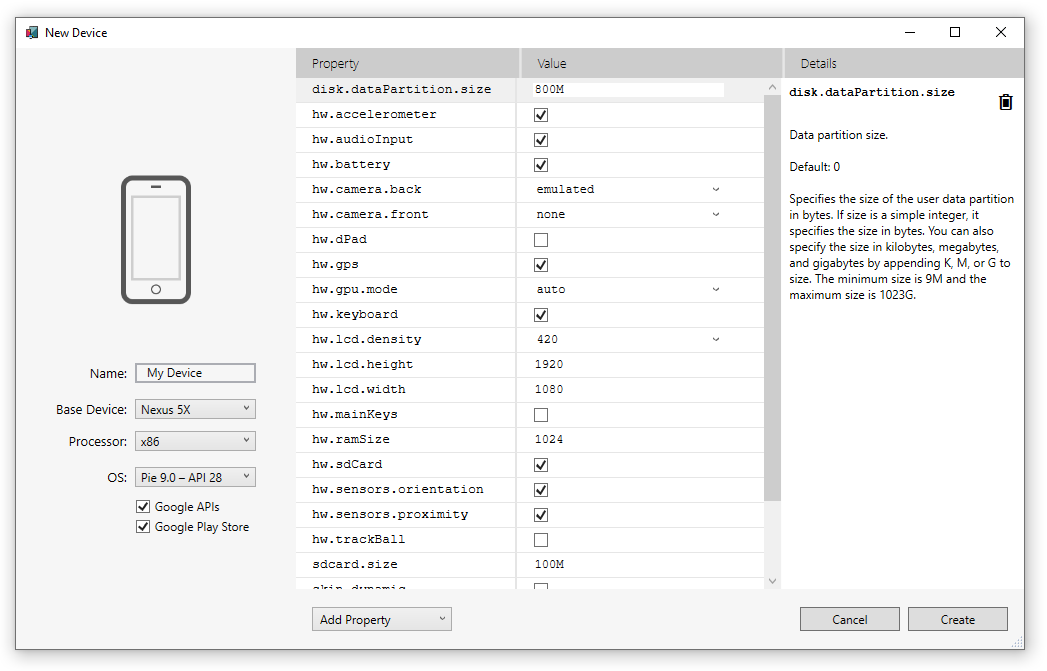 New Device
Property Value Details
disk.dataPartition.size 800M
hw.accelerometer
hw.audioInput
hw.battery
hw.camera.back emulated
hw.camera.front none
hw.dPad
hw.gps
hw.gpu.mode auto
hw.keyboard
hw.lcd.density 420
hw.lcd.height 1920
hw.lcd.width 1080
hw.mainKeys
hw.ramSize 1024
hw.sdCard
hw.sensors.orientation
hw.sensors.proximity
hw.trackBall
sdcard.size 100M
skin.dynamic
disk.dataPartition.size
Data partition size.
Default: 0
Specifies the size of the user data partition
in bytes. If size is a simple integer, it
specifies the size in bytes. You can also
specify the size in kilobytes, megabytes,
and gigabytes by appending K, M, or G to
size. The minimum size is 9M and the
maximum size is 1023G.
Name: My Device
Base Device: Nexus 5X
Processor: x86
OS: Pie 9.0 – API 28
Google APIs
Google Play Store
Add Property
Cancel Create